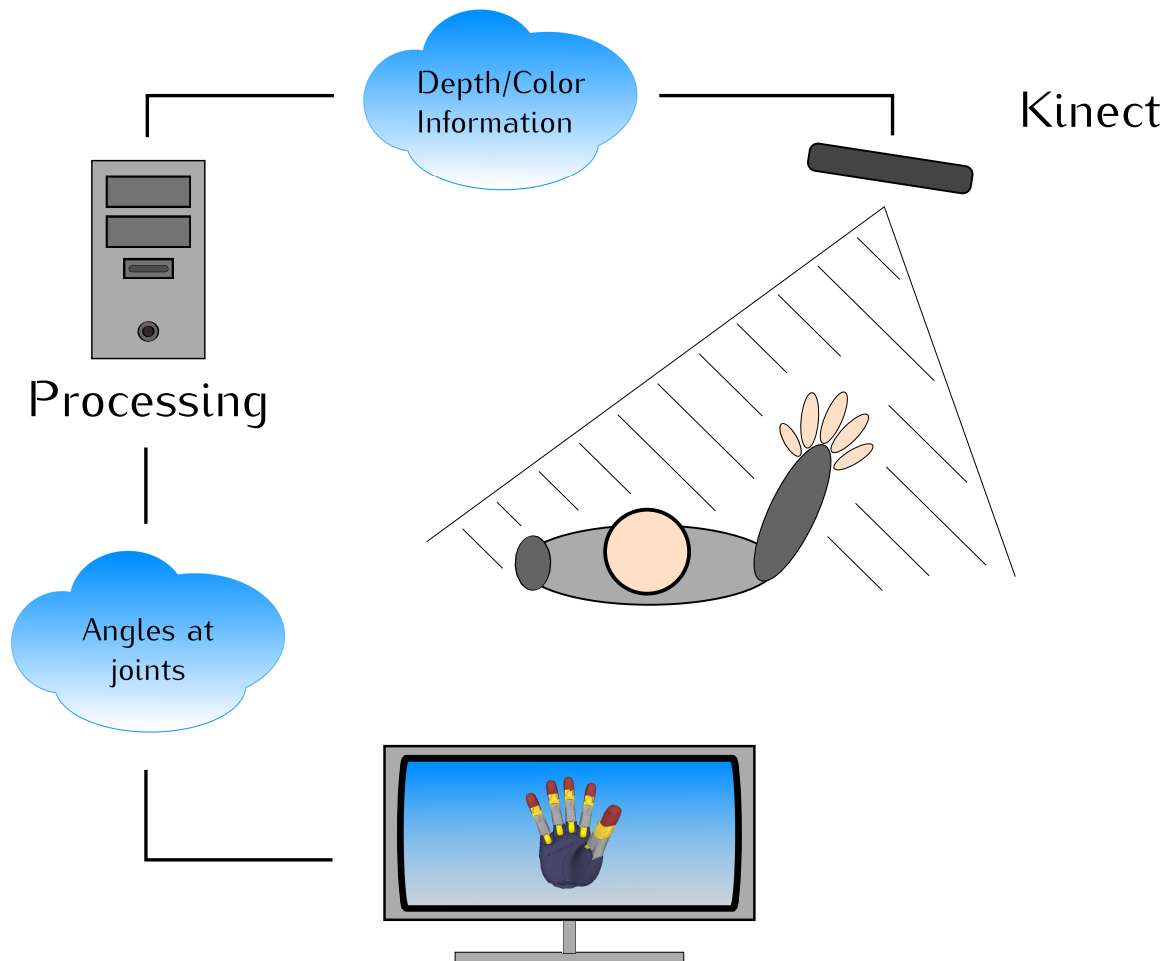 Depth/Color
Information
Kinect
Processing
Angles at
joints